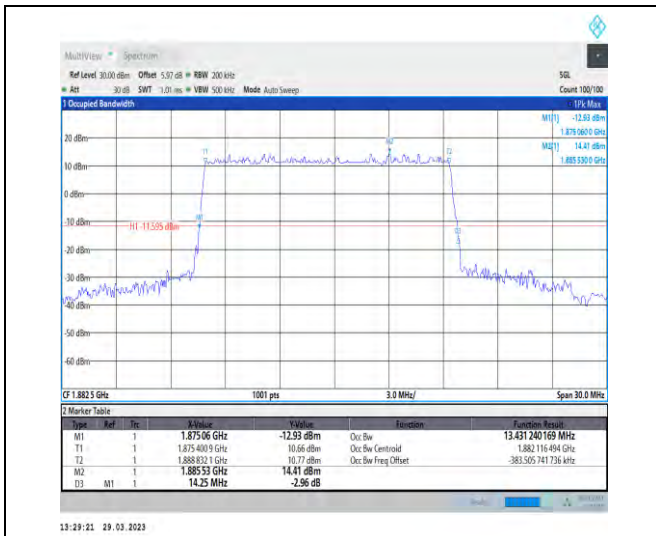 MultiView Spectrum
Ref Level 30.00 dBm Offset 5.97 dB RBW 200 kHz SGL
Att 30 dB SWT 1.01 ms VBW 500 kHz Mode Auto Sweep Count 100/100
1 Occupied Bandwidth 1Pk Max
M1[1] -12.93 dBm
1.875 060 0 GHz
M2[1] 14.41 dBm
1.885 530 0 GHz
20 dBm
T1 M2 T2
10 dBm
0 dBm
-10 dBm
H1 -11.595 dBm
M1
D3
-20 dBm
-30 dBm
-40 dBm
-50 dBm
-60 dBm
CF 1.882 5 GHz 1001 pts 3.0 MHz/ Span 30.0 MHz
2 Marker Table
Type Ref Trc X-Value Y-Value Function Function Result
M1 1 1.875 06 GHz -12.93 dBm Occ Bw 13.431 240 169 MHz
T1 1 1.875 400 9 GHz 10.66 dBm Occ Bw Centroid 1.882 116 494 GHz
T2 1 1.888 832 1 GHz 10.77 dBm Occ Bw Freq Offset -383.505 741 736 kHz
M2 1 1.885 53 GHz 14.41 dBm
D3 M1 1 14.25 MHz -2.96 dB
13:29:21 29.03.2023